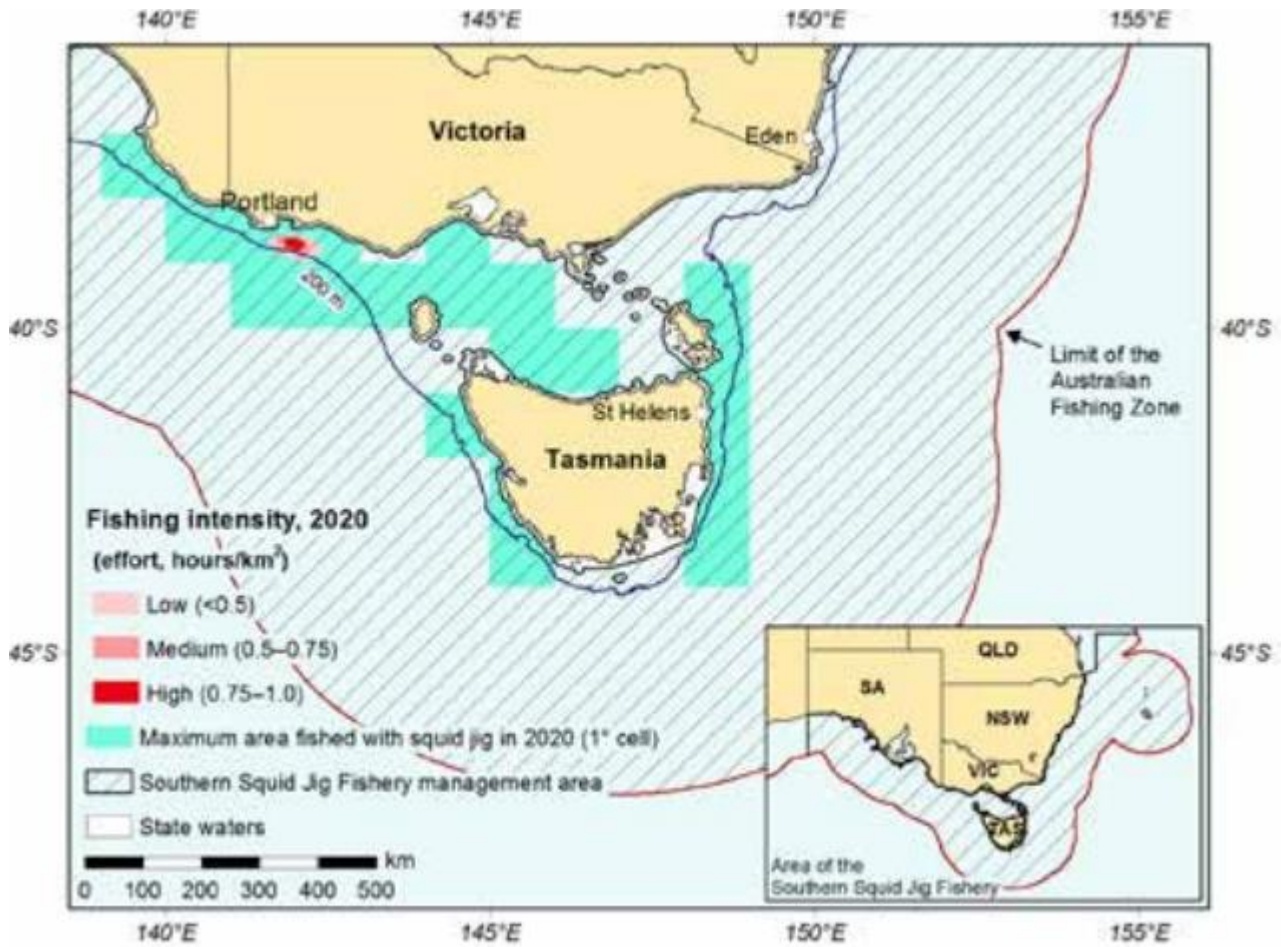 140°E 145°E 150°E 155°E
Victoria
Eden
Portland
200 m
40°S 40°S
Limit of the
Australian
Fishing Zone
St Helens
Tasmania
Fishing intensity, 2020
(effort, hours/km²)
Low (<0.5)
Medium (0.5–0.75)
High (0.75–1.0)
Maximum area fished with squid jig in 2020 (1° cell)
Southern Squid Jig Fishery management area
State waters
km
0 100 200 300 400 500
45°S 45°S
QLD
SA
NSW
VIC
TAS
Area of the
Southern Squid Jig Fishery
140°E 145°E 150°E 155°E